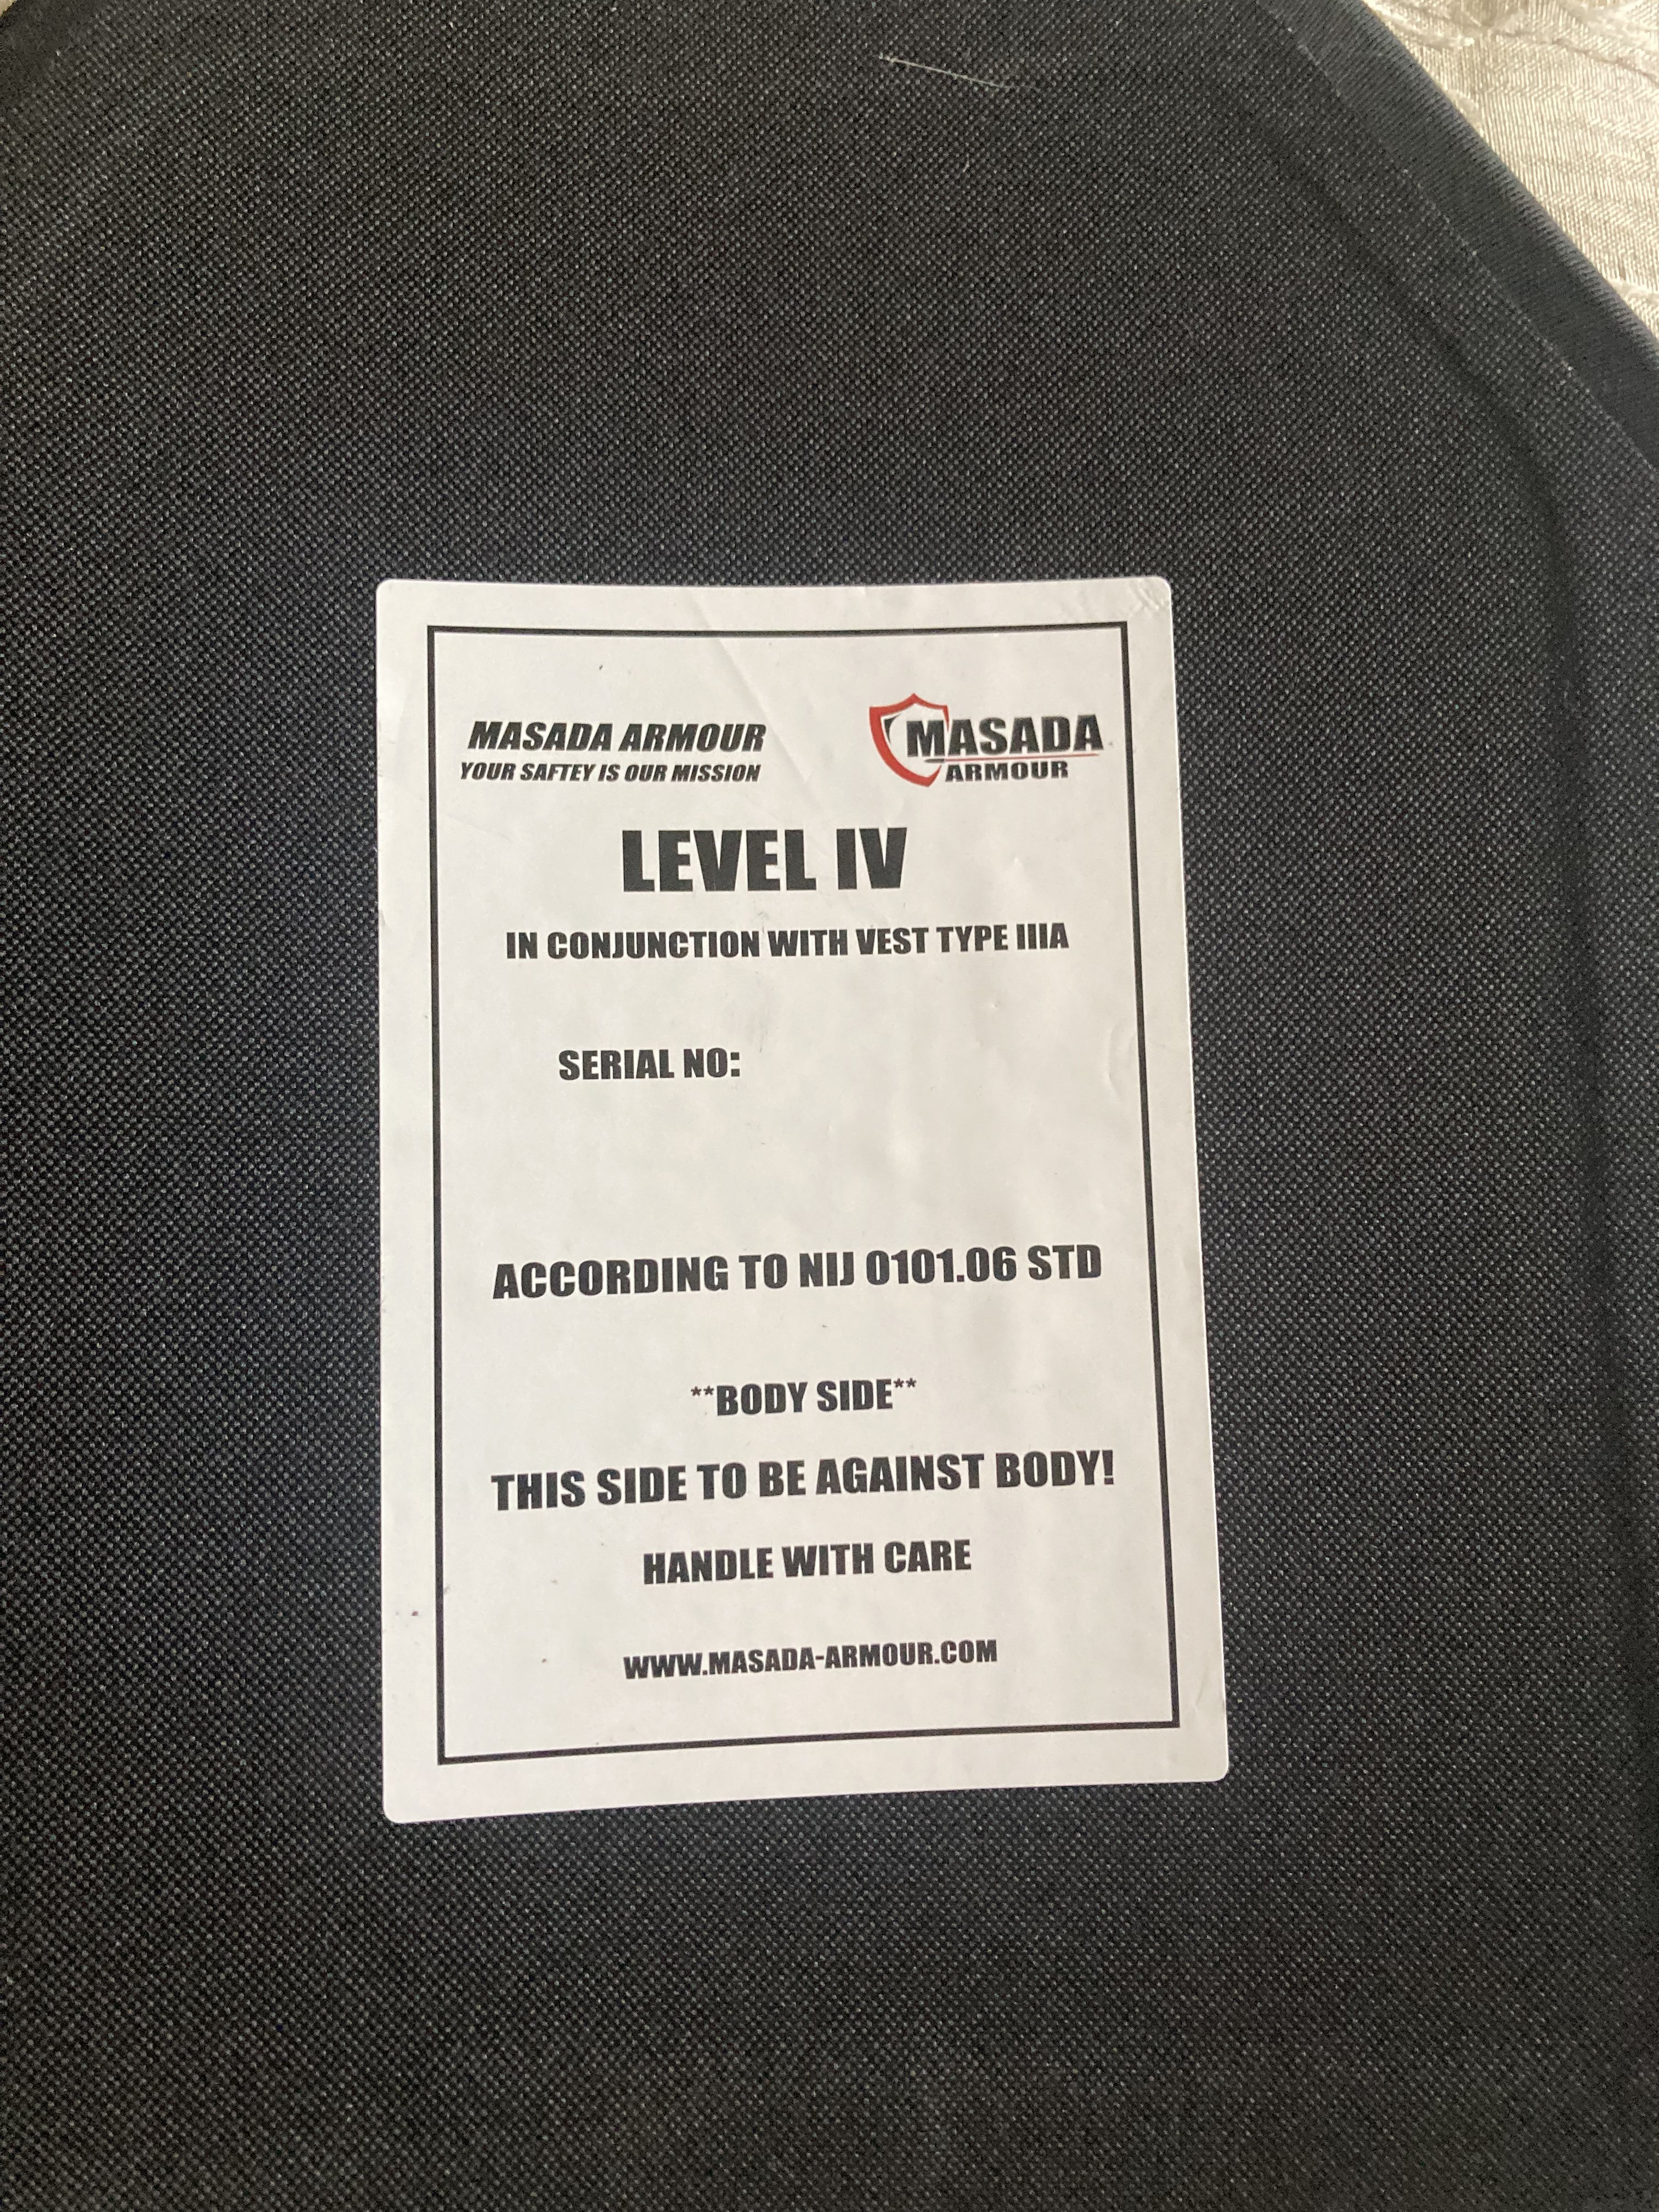 MASADA ARMOUR
YOUR SAFTEY IS OUR MISSION
MASADA
ARMOUR
LEVEL IV
IN CONJUNCTION WITH VEST TYPE IIIA
SERIAL NO:
ACCORDING TO NIJ 0101.06 STD
**BODY SIDE**
THIS SIDE TO BE AGAINST BODY!
HANDLE WITH CARE
WWW.MASADA-ARMOUR.COM